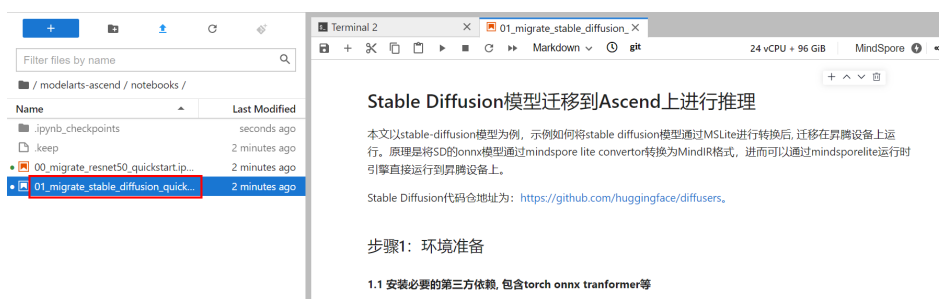 Filter files by name
/ modelarts-ascend / notebooks /
Name Last Modified
.ipynb_checkpoints seconds ago
.keep 2 minutes ago
00_migrate_resnet50_quickstart.ip... 2 minutes ago
01_migrate_stable_diffusion_quick... 2 minutes ago
Terminal 2 01_migrate_stable_diffusion_
Markdown git 24 vCPU + 96 GiB MindSpore
Stable Diffusion模型迁移到Ascend上进行推理
本文以stable-diffusion模型为例，示例如何将stable diffusion模型通过MSLite进行转换后, 迁移在昇腾设备上运
行。原理是将SD的onnx模型通过mindspore lite convertor转换为MindIR格式，进而可以通过mindsporelite运行时
引擎直接运行到昇腾设备上。
Stable Diffusion代码仓地址为：https://github.com/huggingface/diffusers。
步骤1：环境准备
1.1 安装必要的第三方依赖, 包含torch onnx tranformer等